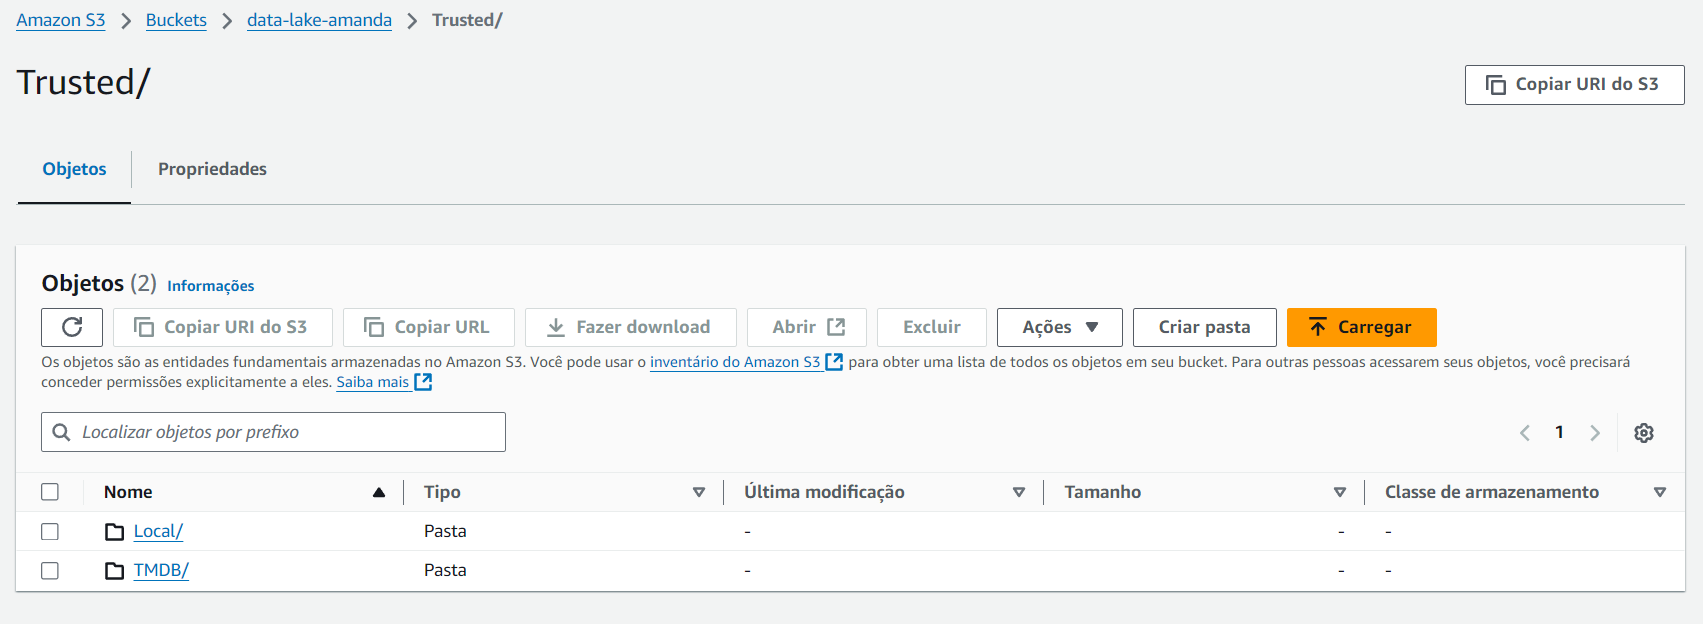 Amazon S3 > Buckets > data-lake-amanda > Trusted/
Trusted/
Copiar URI do S3
Objetos
Propriedades
Objetos (2) Informações
Copiar URI do S3
Copiar URL
Fazer download
Abrir
Excluir
Ações
Criar pasta
Carregar
Os objetos são as entidades fundamentais armazenadas no Amazon S3. Você pode usar o inventário do Amazon S3 para obter uma lista de todos os objetos em seu bucket. Para outras pessoas acessarem seus objetos, você precisará
conceder permissões explicitamente a eles. Saiba mais
Localizar objetos por prefixo
< 1 >
Nome Tipo Última modificação Tamanho Classe de armazenamento
Local/ Pasta - - -
TMDB/ Pasta - - -